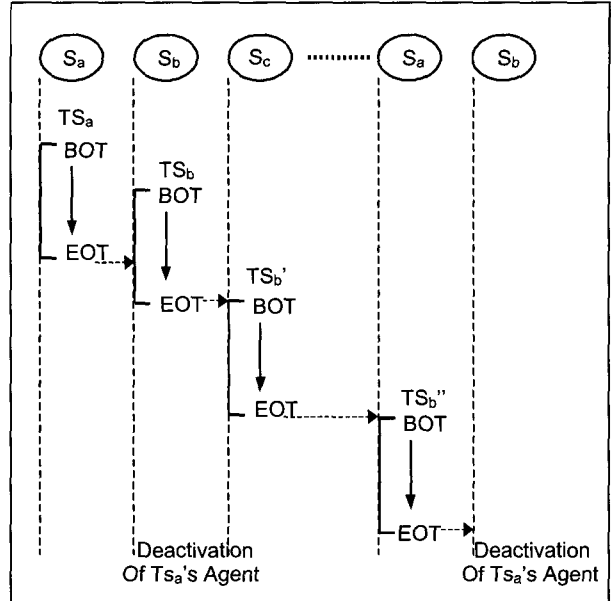 Sa Sb Sc Sa Sb
TSa
BOT
EOT
TSb
BOT
EOT
TSb'
BOT
EOT
TSb''
BOT
EOT
Deactivation
Of Tsa's Agent
Deactivation
Of Tsa's Agent